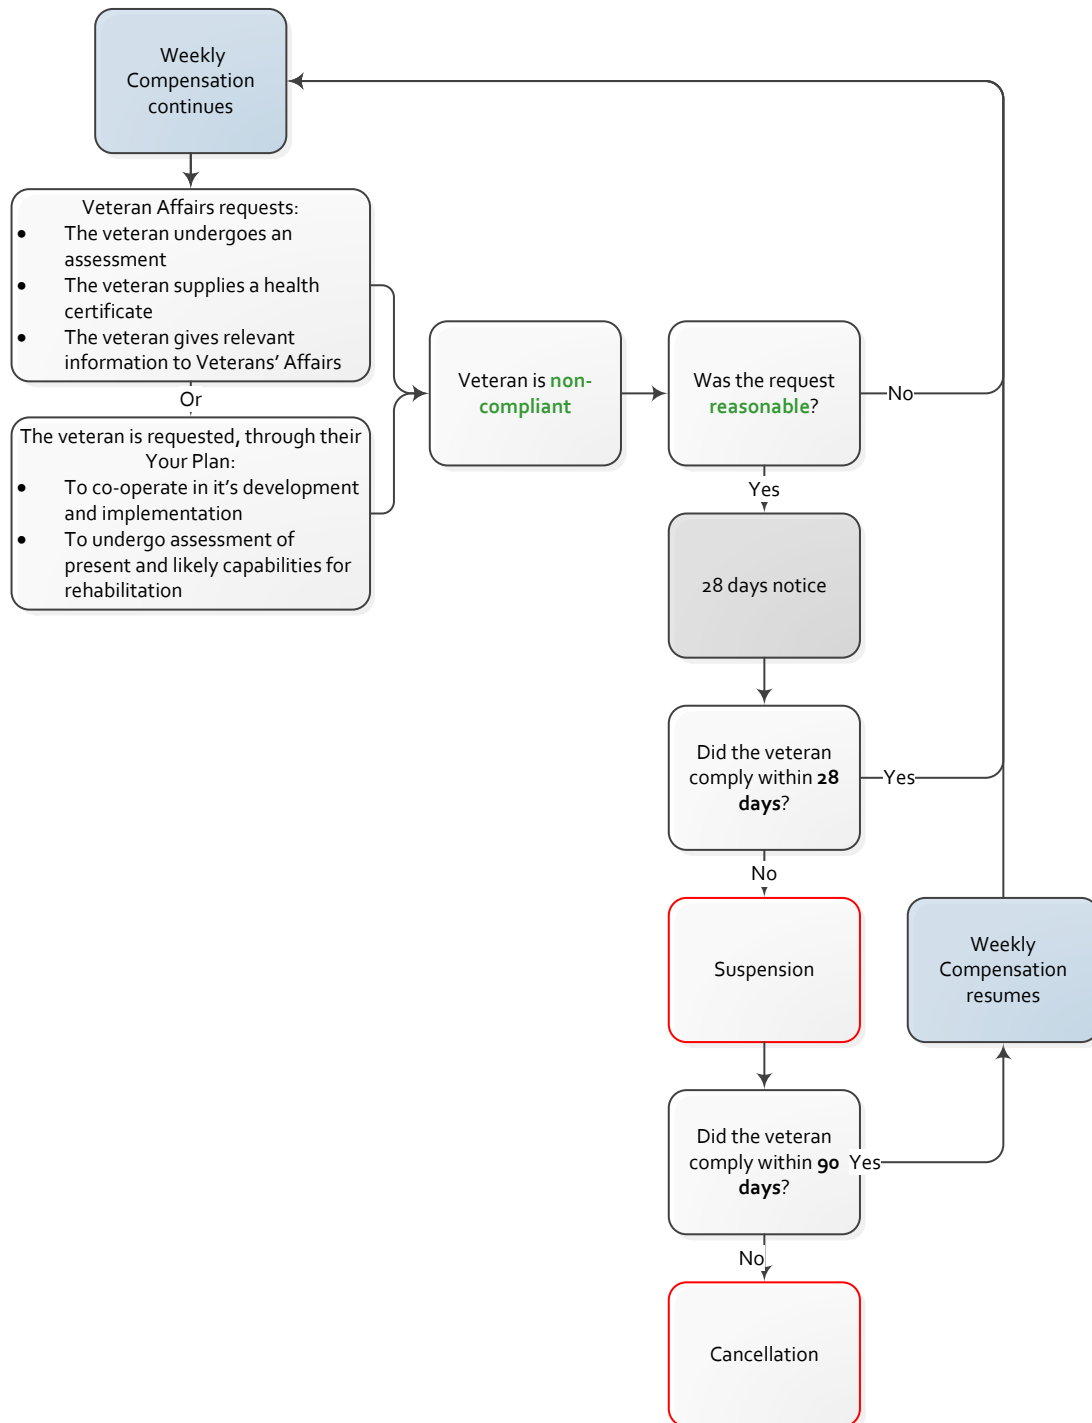 Weekly
Compensation
continues
Veteran Affairs requests:
• The veteran undergoes an
assessment
• The veteran supplies a health
certificate
• The veteran gives relevant
information to Veterans’ Affairs
Or
The veteran is requested, through their
Your Plan:
• To co-operate in it’s development
and implementation
• To undergo assessment of
present and likely capabilities for
rehabilitation
Veteran is non-
compliant
Was the request
reasonable?
No
Yes
28 days notice
Did the veteran
comply within 28
days?
Yes
No
Suspension
Weekly
Compensation
resumes
Did the veteran
comply within 90
days?
Yes
No
Cancellation